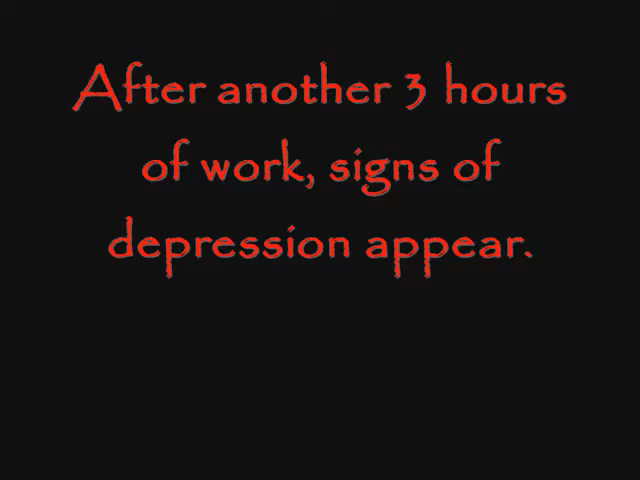 After another 3 hours
of work, signs of
depression appear.